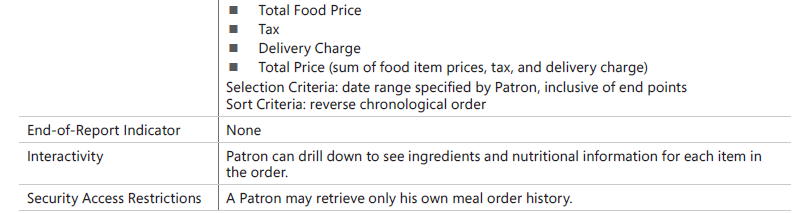 ■ Total Food Price
■ Tax
■ Delivery Charge
■ Total Price (sum of food item prices, tax, and delivery charge)
Selection Criteria: date range specified by Patron, inclusive of end points
Sort Criteria: reverse chronological order
End-of-Report Indicator None
Interactivity Patron can drill down to see ingredients and nutritional information for each item in
the order.
Security Access Restrictions A Patron may retrieve only his own meal order history.